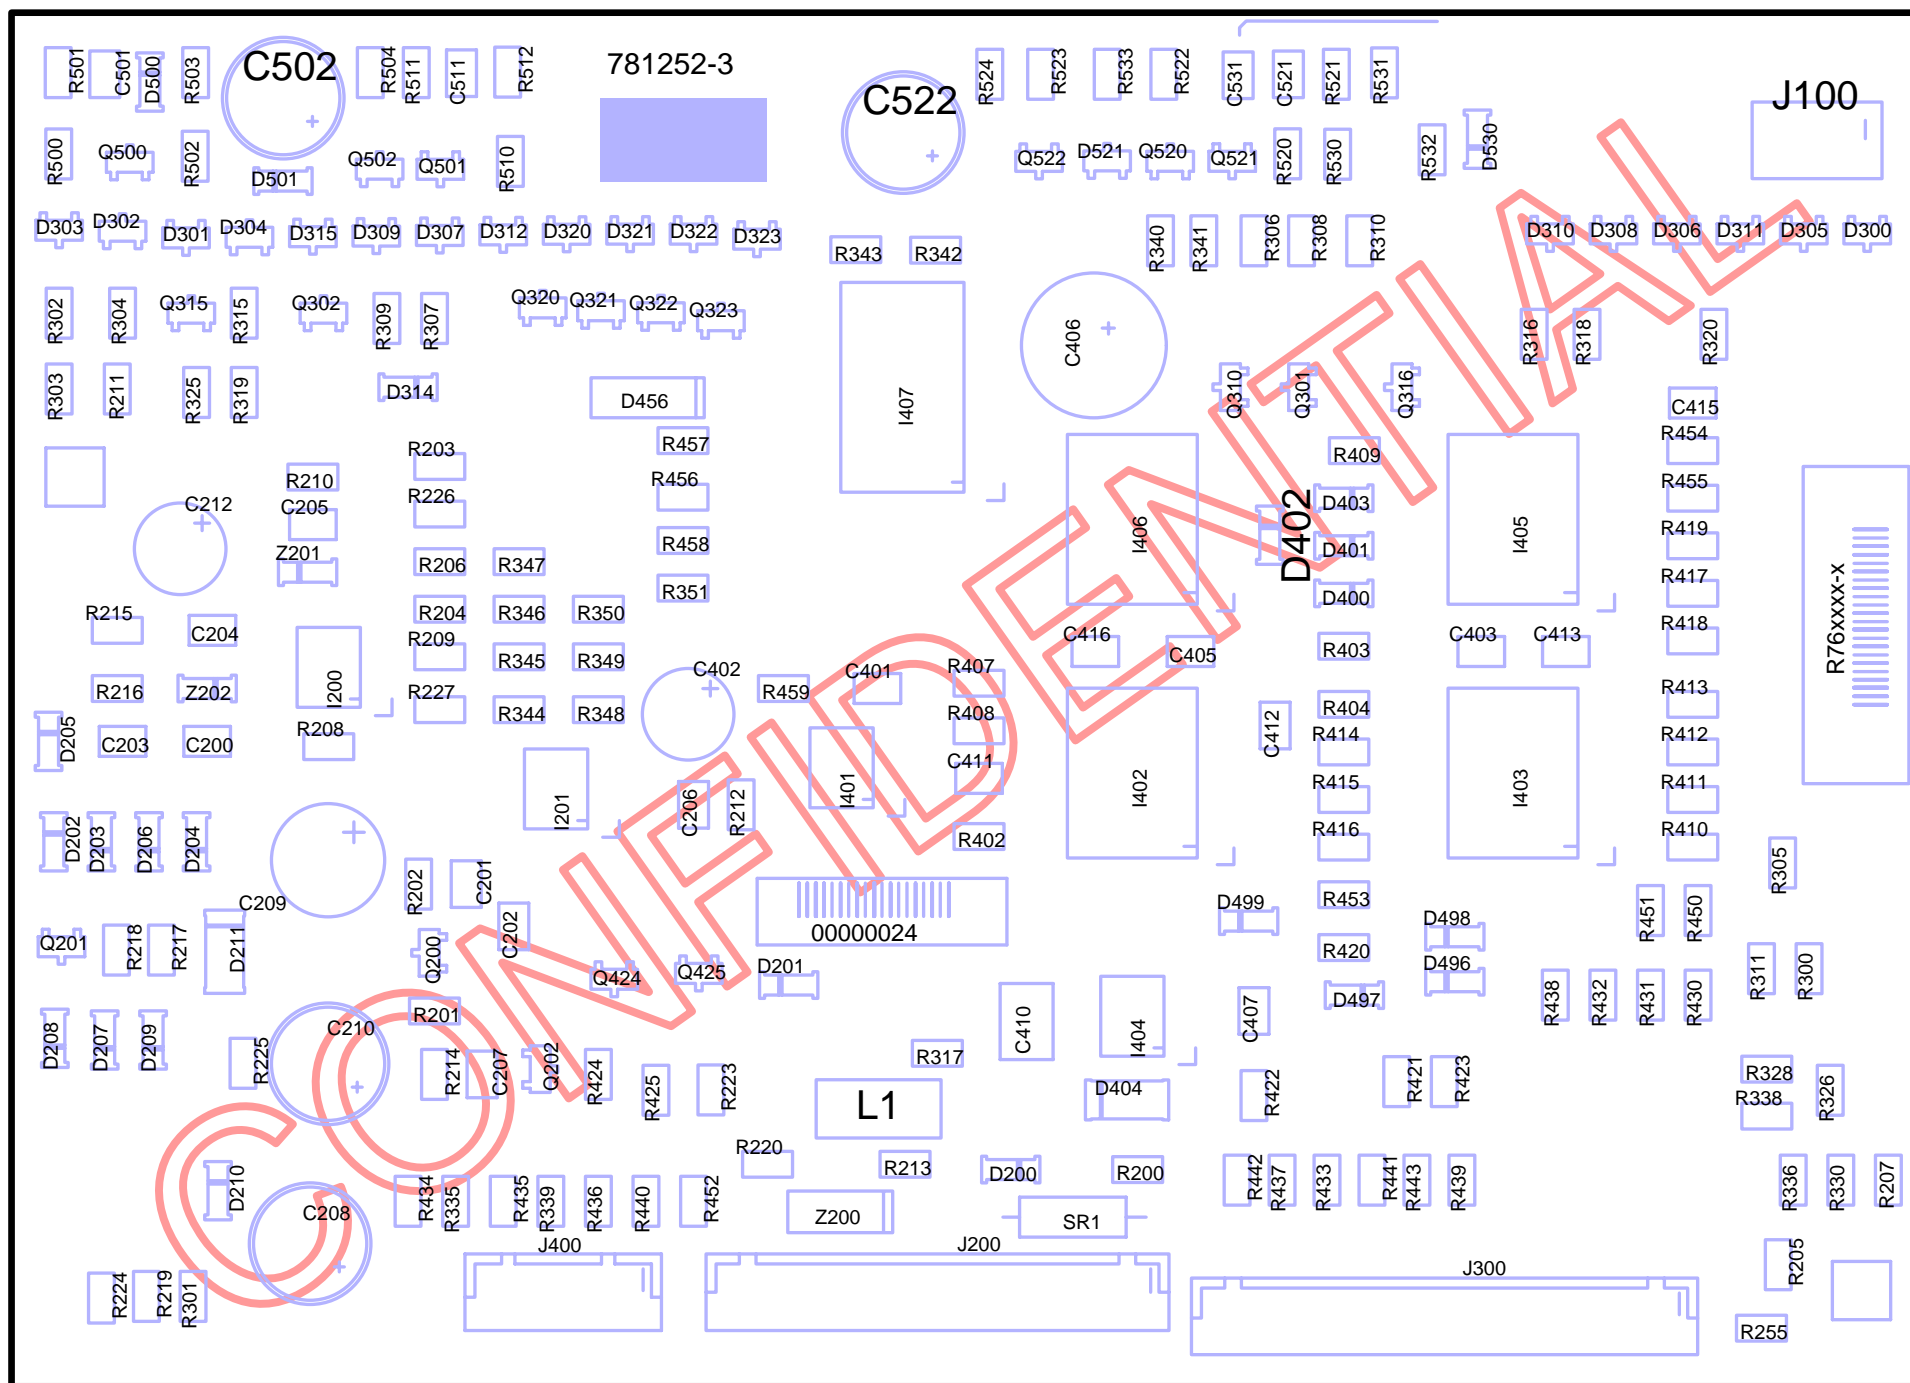 R501 C501 D500 R503 C502 R504 R511 C511 R512 781252-3 C522 R524 R523 R533 R522 C531 C521 R521 R531 J100
R500 Q500 R502 D501 Q502 Q501 R510 Q522 D521 Q520 Q521 R520 R530 R532 D530
D303 D302 D301 D304 D315 D309 D307 D312 D320 D321 D322 D323 R343 R342 R340 R341 R306 R308 R310 D310 D308 D306 D311 D305 D300
R302 R304 Q315 R315 Q302 R309 R307 Q320 Q321 Q322 Q323 C406 R316 R318 R320
R303 R211 R325 R319 D314 D456 I407 Q310 Q301 Q316 C415
R203 R457 R409 R454
R210 R226 R456 D403 R455
C212 C205 R458 I406 D402 D401 I405 R419
Z201 R206 R347 R351 D400 R417
R215 C204 R204 R346 R350 C416 C405 R403 C403 C413 R418 R76xxxx-x
R209 R345 R349 C402 R459 C401 R407
R216 Z202 I200 R227 R344 R348 R408 R404 R413
D205 C203 C200 R208 C412 R414 R412
C411 R415 R411
I201 C206 R212 I401 I402 I403
D202 D203 D206 D204 R402 R416 R410 R305
C209 R202 C201 R453
Q201 R218 R217 D211 Q200 C202 00000024 D499 D498 R451 R450
Q424 Q425 D201 R420 D496 R311 R300
R201 D497 R438 R432 R431 R430
D208 D207 D209 C210 C410 I404 C407
R225 R214 C207 Q202 R424 R425 R223 R317 D404 R422 R421 R423 R328 R326
L1 R338
R220 R213 D200 R200
D210 C208 R434 R335 R435 R339 R436 R440 R452 Z200 SR1 R442 R437 R433 R441 R443 R439 R336 R330 R207
J400 J200 J300 R205
R224 R219 R301 R255
CONFIDENTIAL